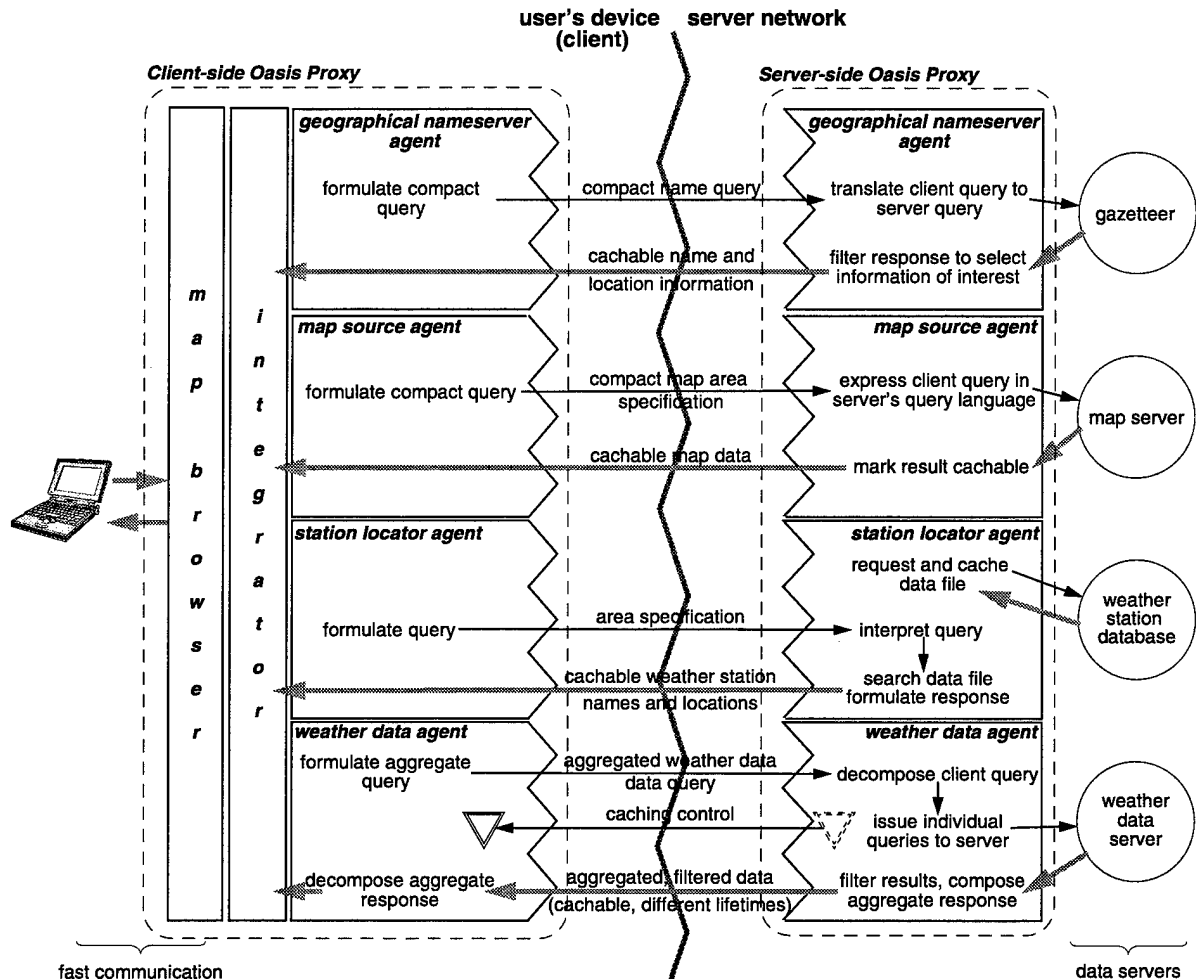 user's device
(client)
server network
Client-side Oasis Proxy
Server-side Oasis Proxy
map browser
integrator
geographical nameserver
agent
formulate compact
query
compact name query
geographical nameserver
agent
translate client query to
server query
gazetteer
cachable name and
location information
filter response to select
information of interest
map source agent
formulate compact query
compact map area
specification
map source agent
express client query in
server's query language
map server
cachable map data
mark result cachable
station locator agent
formulate query
area specification
station locator agent
request and cache
data file
weather
station
database
interpret query
search data file
formulate response
cachable weather station
names and locations
weather data agent
formulate aggregate
query
aggregated weather data
data query
weather data agent
decompose client query
caching control
issue individual
queries to server
weather
data
server
decompose aggregate
response
aggregated, filtered data
(cachable, different lifetimes)
filter results, compose
aggregate response
fast communication
data servers